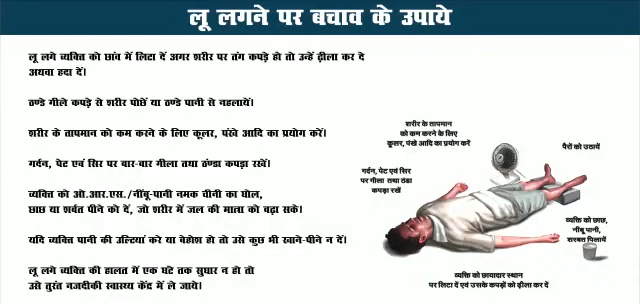 लू लगने पर बचाव के उपाये
लू लगे व्यक्ति को छांव में लिटा दें अगर शरीर पर तंग कपड़े हो तो उन्हें ढ़ीला कर दे
अथवा हटा दें।
ठण्डे गीले कपड़े से शरीर पोछें या ठण्डे पानी से नहलायें।
शरीर के तापमान को कम करने के लिए कूलर, पंखे आदि का प्रयोग करें।
गर्दन, पेट एवं सिर पर बार-बार गीला तथा ठंण्डा कपड़ा रखें।
व्यक्ति को ओ.आर.एस./नींबू-पानी नमक चीनी का घोल,
छाछ या शर्बत पीने को दें, जो शरीर में जल की मात्रा को बढ़ा सके।
यदि व्यक्ति पानी की उल्टियां करे या बेहोश हो तो उसे कुछ भी खाने-पीने न दें।
लू लगे व्यक्ति की हालत में एक घंटे तक सुधार न हो तो
उसे तुरंत नजदीकी स्वास्थ्य केंद्र में ले जाये।
शरीर के तापमान
को कम करने के लिए
कूलर, पंखे आदि का प्रयोग करें
पैरों को उठायें
गर्दन, पेट एवं सिर
पर गीला तथा ठंडा
कपड़ा रखें
व्यक्ति को छाछ,
नींबू पानी,
शरबत पिलायें
व्यक्ति को छायादार स्थान
पर लिटा दें एवं उसके कपड़ों को ढ़ीला कर दें